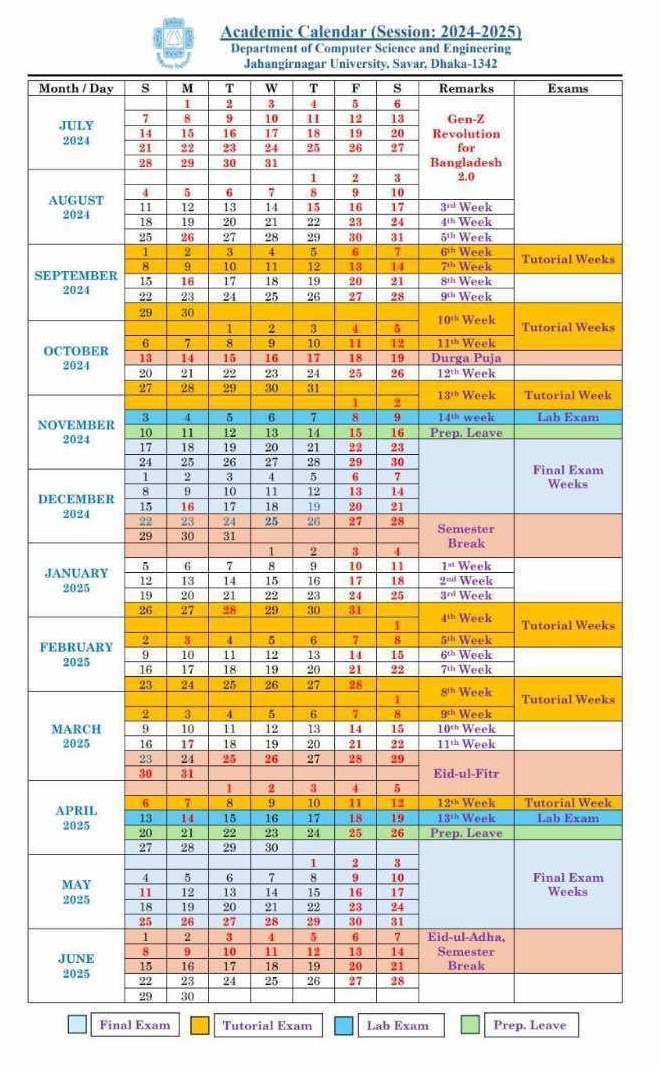 Academic Calendar (Session: 2024-2025)
Department of Computer Science and Engineering
Jahangirnagar University, Savar, Dhaka-1342
Month / Day S M T W T F S Remarks Exams
JULY
2024
1 2 3 4 5 6
7 8 9 10 11 12 13
14 15 16 17 18 19 20
21 22 23 24 25 26 27
28 29 30 31
Gen-Z
Revolution
for
Bangladesh
2.0
AUGUST
2024
1 2 3
4 5 6 7 8 9 10
11 12 13 14 15 16 17 3rd Week
18 19 20 21 22 23 24 4th Week
25 26 27 28 29 30 31 5th Week
SEPTEMBER
2024
1 2 3 4 5 6 7 6th Week
8 9 10 11 12 13 14 7th Week
Tutorial Weeks
15 16 17 18 19 20 21 8th Week
22 23 24 25 26 27 28 9th Week
29 30
10th Week
Tutorial Weeks
OCTOBER
2024
1 2 3 4 5
6 7 8 9 10 11 12 11th Week
13 14 15 16 17 18 19 Durga Puja
20 21 22 23 24 25 26 12th Week
27 28 29 30 31
13th Week Tutorial Week
NOVEMBER
2024
1 2
3 4 5 6 7 8 9 14th week Lab Exam
10 11 12 13 14 15 16 Prep. Leave
17 18 19 20 21 22 23
24 25 26 27 28 29 30
Final Exam
Weeks
DECEMBER
2024
1 2 3 4 5 6 7
8 9 10 11 12 13 14
15 16 17 18 19 20 21
22 23 24 25 26 27 28
29 30 31
Semester
Break
JANUARY
2025
1 2 3 4
5 6 7 8 9 10 11 1st Week
12 13 14 15 16 17 18 2nd Week
19 20 21 22 23 24 25 3rd Week
26 27 28 29 30 31
4th Week
Tutorial Weeks
FEBRUARY
2025
1
2 3 4 5 6 7 8 5th Week
9 10 11 12 13 14 15 6th Week
16 17 18 19 20 21 22 7th Week
23 24 25 26 27 28
8th Week
Tutorial Weeks
MARCH
2025
1
2 3 4 5 6 7 8 9th Week
9 10 11 12 13 14 15 10th Week
16 17 18 19 20 21 22 11th Week
23 24 25 26 27 28 29
30 31
Eid-ul-Fitr
APRIL
2025
1 2 3 4 5
6 7 8 9 10 11 12 12th Week Tutorial Week
13 14 15 16 17 18 19 13th Week Lab Exam
20 21 22 23 24 25 26 Prep. Leave
27 28 29 30
MAY
2025
1 2 3
4 5 6 7 8 9 10
11 12 13 14 15 16 17
18 19 20 21 22 23 24
25 26 27 28 29 30 31
Final Exam
Weeks
JUNE
2025
1 2 3 4 5 6 7
8 9 10 11 12 13 14
15 16 17 18 19 20 21
Eid-ul-Adha,
Semester
Break
22 23 24 25 26 27 28
29 30
Final Exam Tutorial Exam Lab Exam Prep. Leave